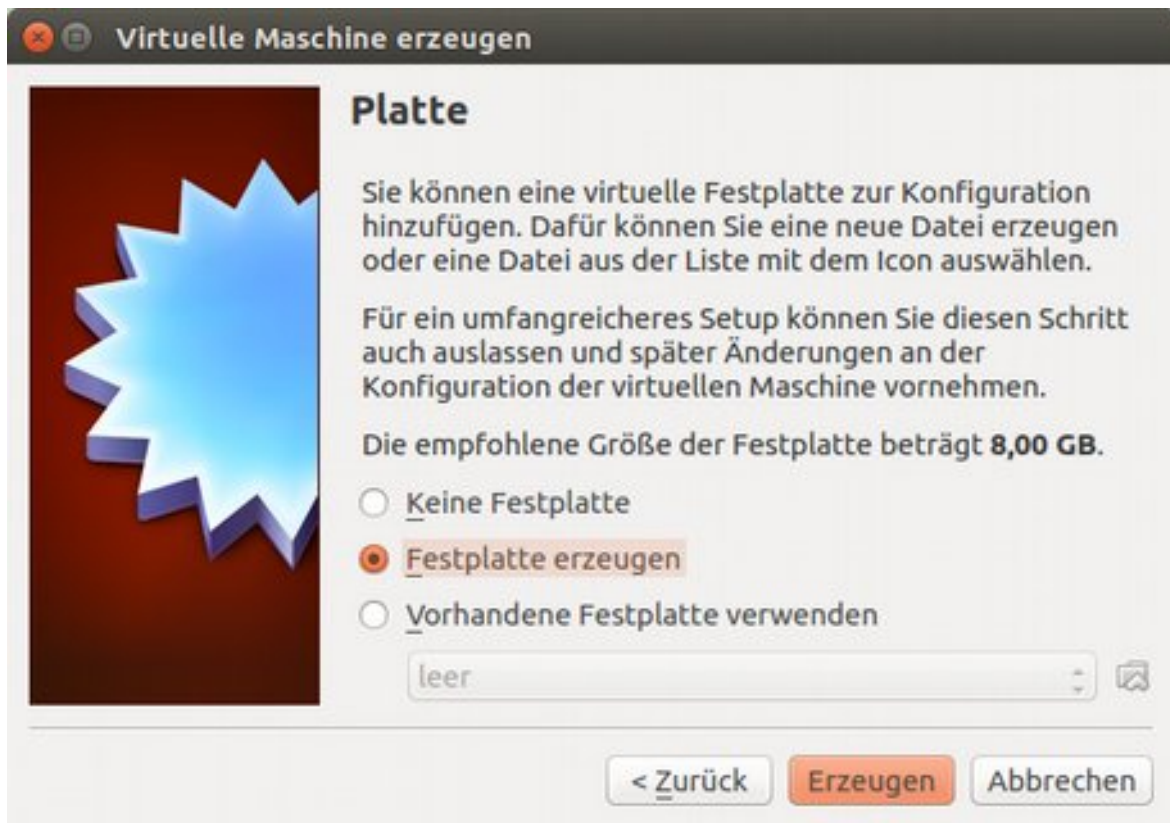 Virtuelle Maschine erzeugen
Platte
Sie können eine virtuelle Festplatte zur Konfiguration
hinzufügen. Dafür können Sie eine neue Datei erzeugen
oder eine Datei aus der Liste mit dem Icon auswählen.
Für ein umfangreicheres Setup können Sie diesen Schritt
auch auslassen und später Änderungen an der
Konfiguration der virtuellen Maschine vornehmen.
Die empfohlene Größe der Festplatte beträgt 8,00 GB.
Keine Festplatte
Festplatte erzeugen
Vorhandene Festplatte verwenden
leer
< Zurück Erzeugen Abbrechen